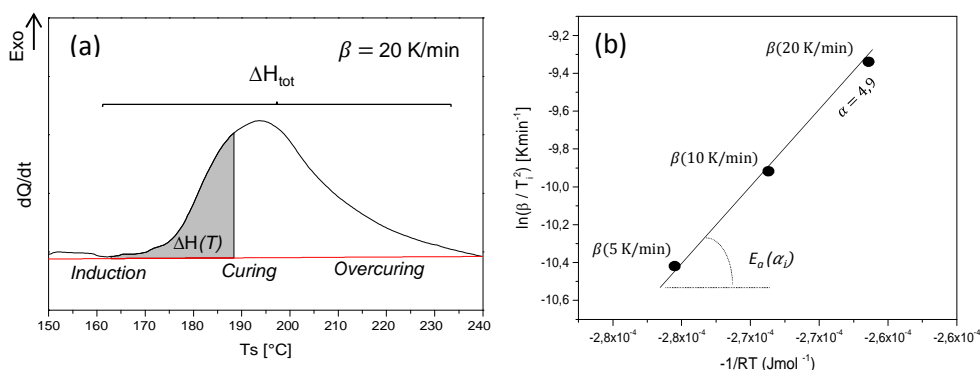 (a)
β = 20 K/min
Exo
ΔHtot
dQ/dt
ΔH(T)
Induction
Curing
Overcuring
150 160 170 180 190 200 210 220 230 240
Ts [°C]
(b)
-9,2
-9,4
-9,6
-9,8
-10,0
-10,2
-10,4
-10,6
ln(β / Ti²) [Kmin⁻¹]
β(20 K/min)
α = 4,9
β(10 K/min)
β(5 K/min)
Ea(αi)
-2,8x10⁻⁴ -2,8x10⁻⁴ -2,7x10⁻⁴ -2,7x10⁻⁴ -2,6x10⁻⁴ -2,6x10⁻⁴
-1/RT (Jmol⁻¹)